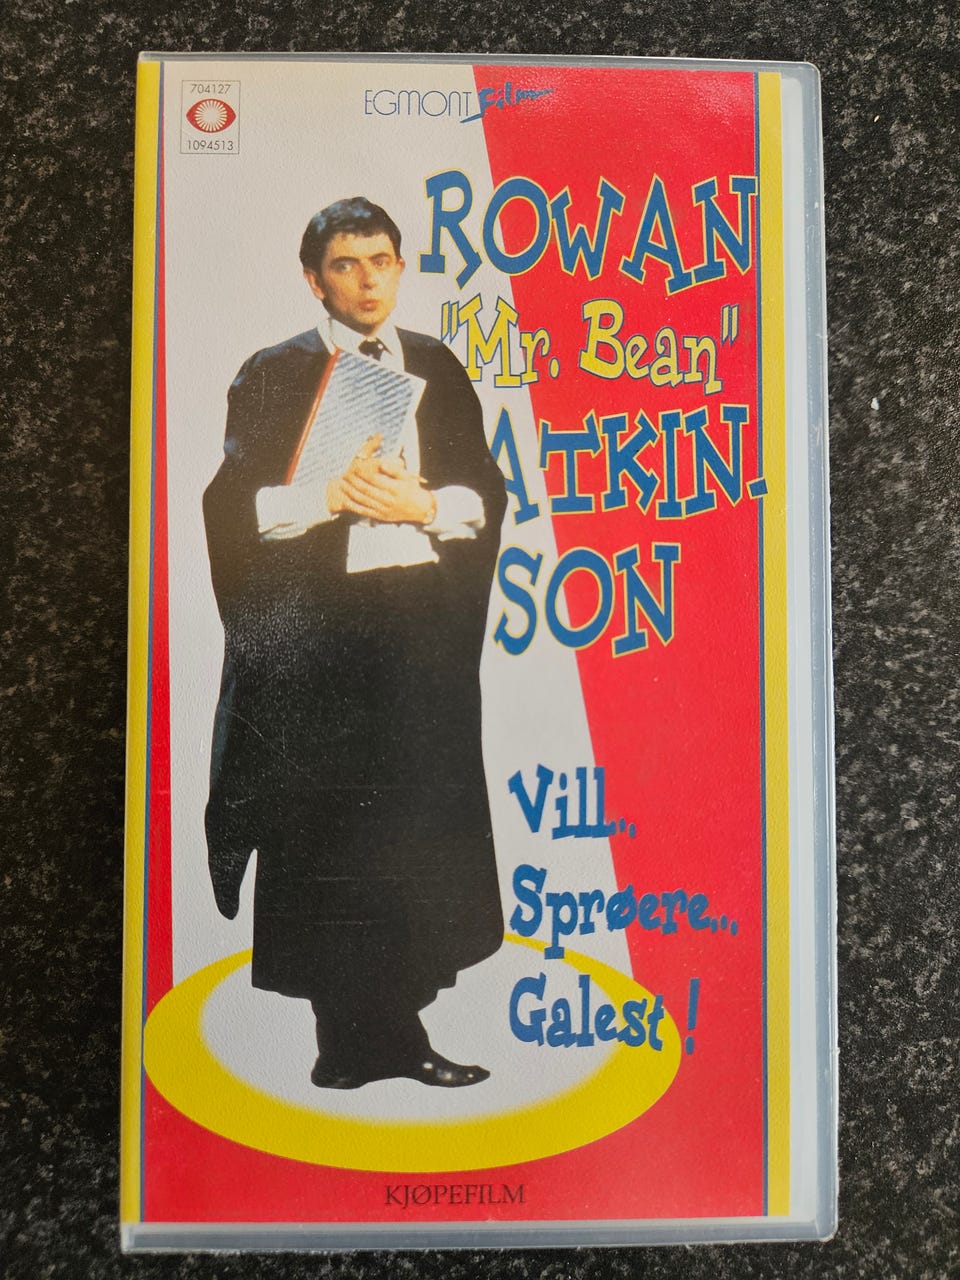 704127
1094513
EGMONT Film
ROWAN
"Mr. Bean"
ATKIN-
SON
Vill..
Sprøere...
Galest!
KJØPEFILM